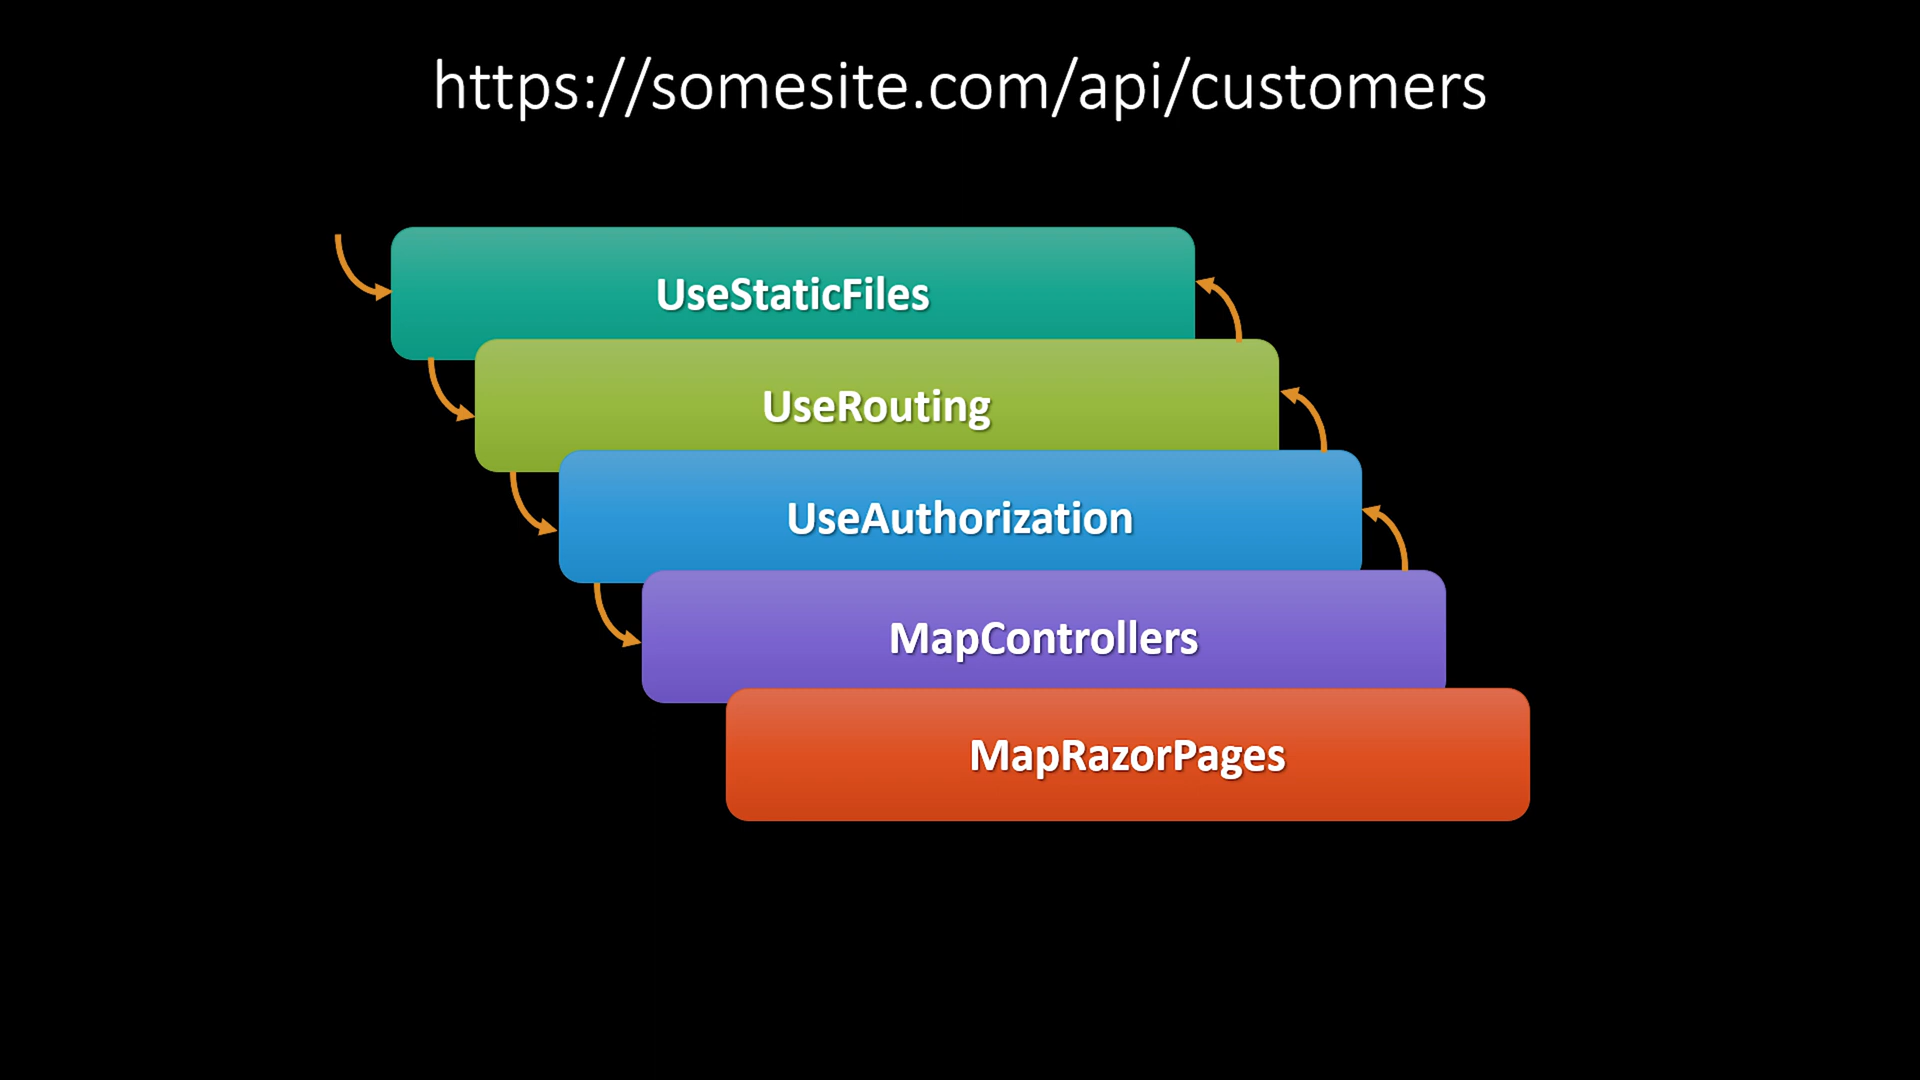 https://somesite.com/api/customers
UseStaticFiles
UseRouting
UseAuthorization
MapControllers
MapRazorPages